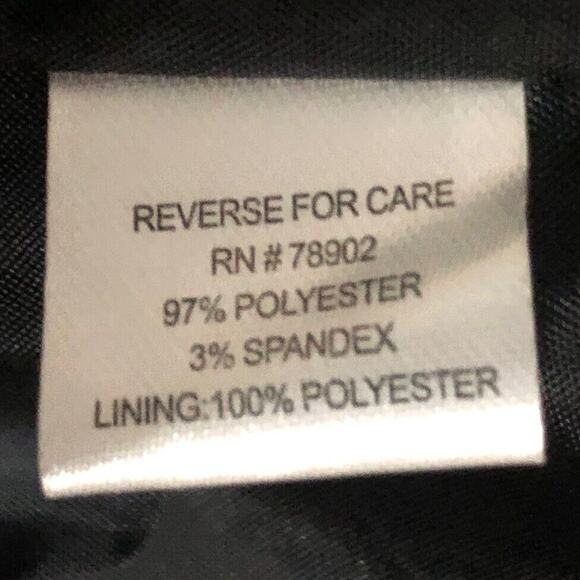 REVERSE FOR CARE
RN # 78902
97% POLYESTER
3% SPANDEX
LINING:100% POLYESTER